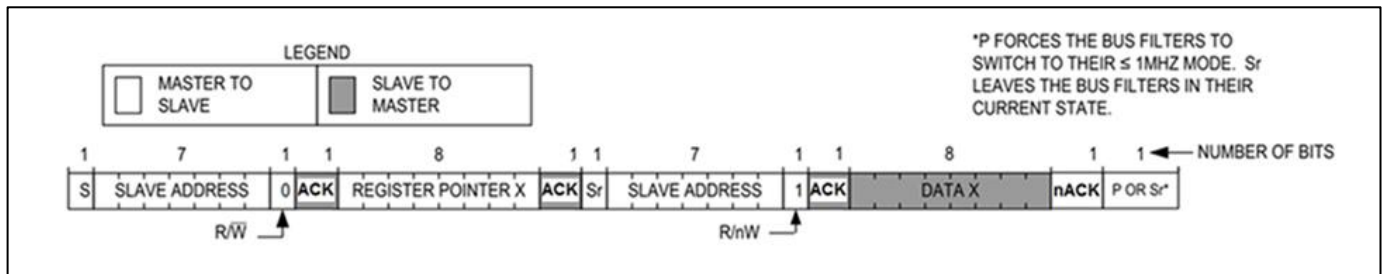 LEGEND
MASTER TO
SLAVE
SLAVE TO
MASTER
*P FORCES THE BUS FILTERS TO
SWITCH TO THEIR ≤ 1MHZ MODE. Sr
LEAVES THE BUS FILTERS IN THEIR
CURRENT STATE.
1 7 1 1 8 1 1 7 1 1 8 1 1 NUMBER OF BITS
S SLAVE ADDRESS 0 ACK REGISTER POINTER X ACK Sr SLAVE ADDRESS 1 ACK DATA X nACK P OR Sr*
R/W̅ R/nW